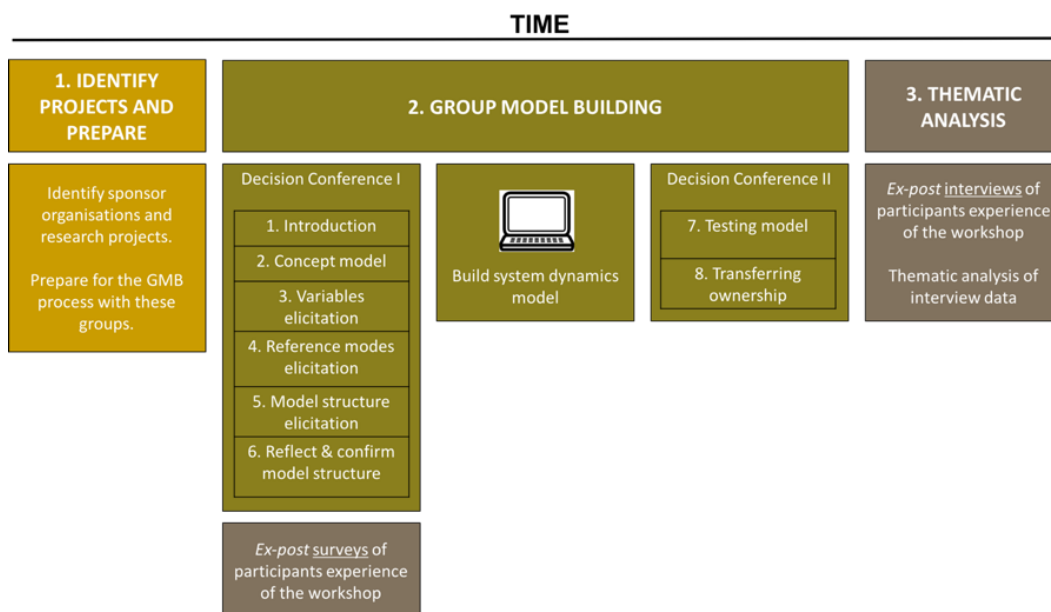 TIME
1. IDENTIFY
PROJECTS AND
PREPARE
2. GROUP MODEL BUILDING
3. THEMATIC
ANALYSIS
Identify sponsor
organisations and
research projects.
Prepare for the GMB
process with these
groups.
Decision Conference I
1. Introduction
2. Concept model
3. Variables
elicitation
4. Reference modes
elicitation
5. Model structure
elicitation
6. Reflect & confirm
model structure
Build system dynamics
model
Decision Conference II
7. Testing model
8. Transferring
ownership
Ex-post interviews of
participants experience
of the workshop
Thematic analysis of
interview data
Ex-post surveys of
participants experience
of the workshop